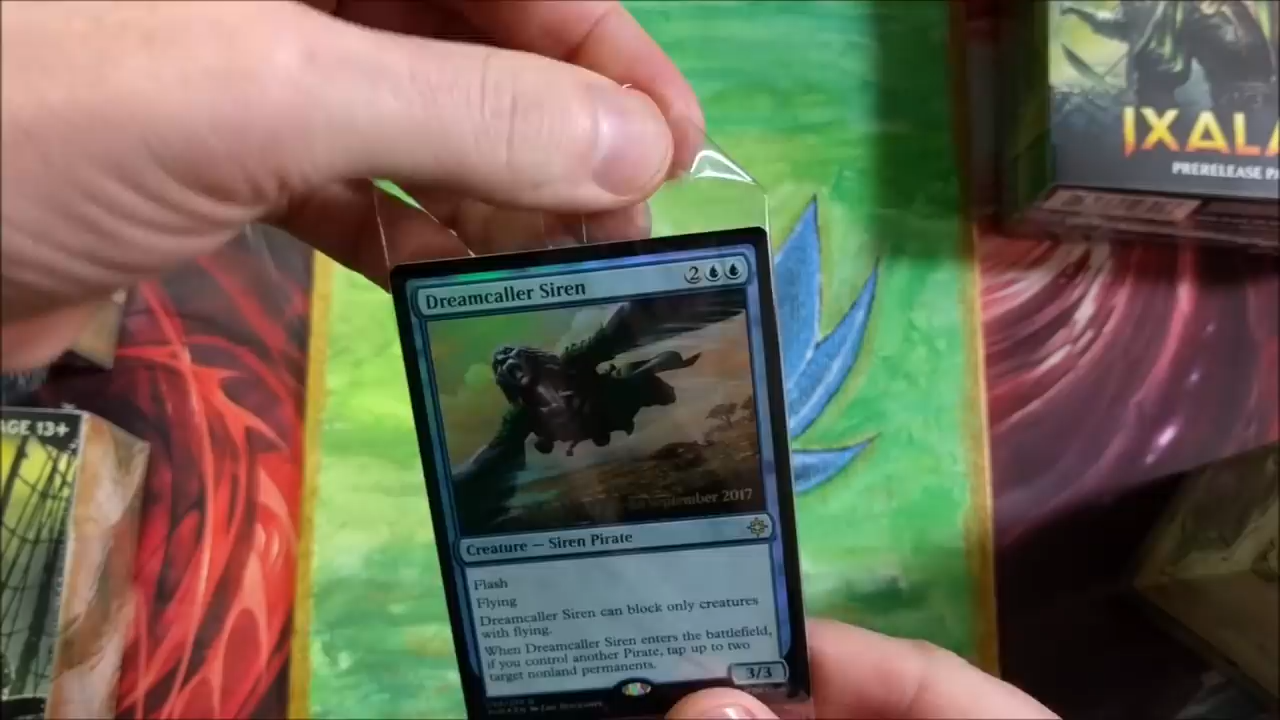 IXAL
PRERELEASE PA
AGE 13+
Dreamcaller Siren
2
September 2017
Creature — Siren Pirate
Flash
Flying
Dreamcaller Siren can block only creatures
with flying.
When Dreamcaller Siren enters the battlefield,
if you control another Pirate, tap up to two
target nonland permanents.
3/3